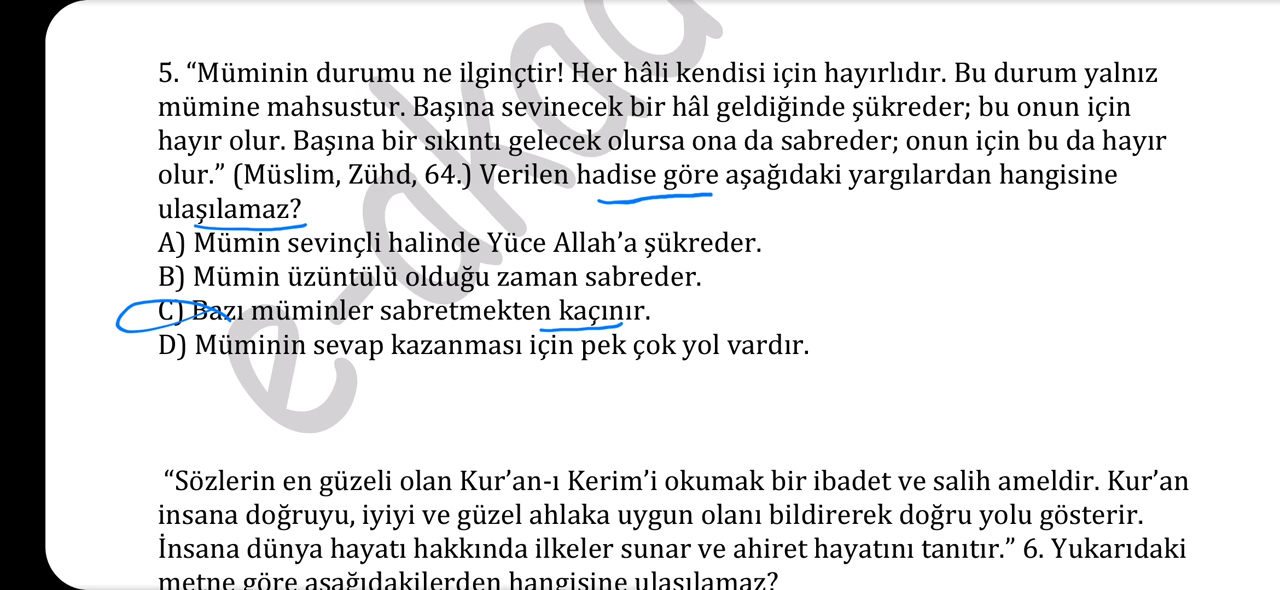 5. “Müminin durumu ne ilginçtir! Her hâli kendisi için hayırlıdır. Bu durum yalnız
mümine mahsustur. Başına sevinecek bir hâl geldiğinde şükreder; bu onun için
hayır olur. Başına bir sıkıntı gelecek olursa ona da sabreder; onun için bu da hayır
olur.” (Müslim, Zühd, 64.) Verilen hadise göre aşağıdaki yargılardan hangisine
ulaşılamaz?
A) Mümin sevinçli halinde Yüce Allah’a şükreder.
B) Mümin üzüntülü olduğu zaman sabreder.
C) Bazı müminler sabretmekten kaçınır.
D) Müminin sevap kazanması için pek çok yol vardır.
“Sözlerin en güzeli olan Kur’an-ı Kerim’i okumak bir ibadet ve salih ameldir. Kur’an
insana doğruyu, iyiyi ve güzel ahlaka uygun olanı bildirerek doğru yolu gösterir.
İnsana dünya hayatı hakkında ilkeler sunar ve ahiret hayatını tanıtır.” 6. Yukarıdaki
metne göre aşağıdakilerden hangisine ulaşılamaz?
e-dkad